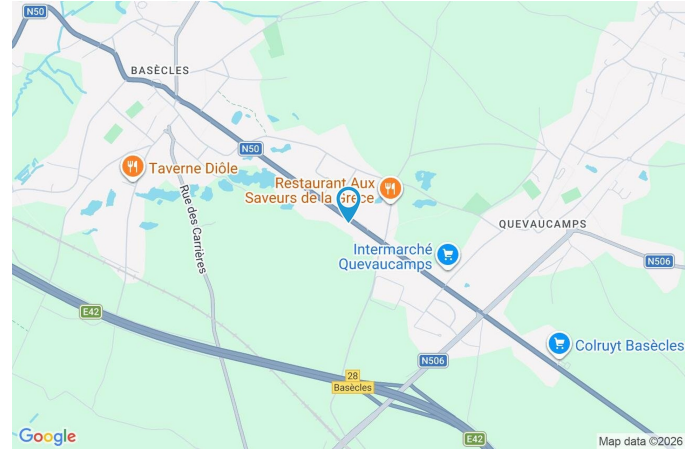 N50
BASÈCLES
N50
Taverne Diôle
Restaurant Aux
Saveurs de la Grèce
Rue des Carrières
QUEVAUCAMPS
Intermarché
Quevaucamps
N506
E42
Colruyt Basècles
N506
28
Basècles
E42
Google
Map data ©2026